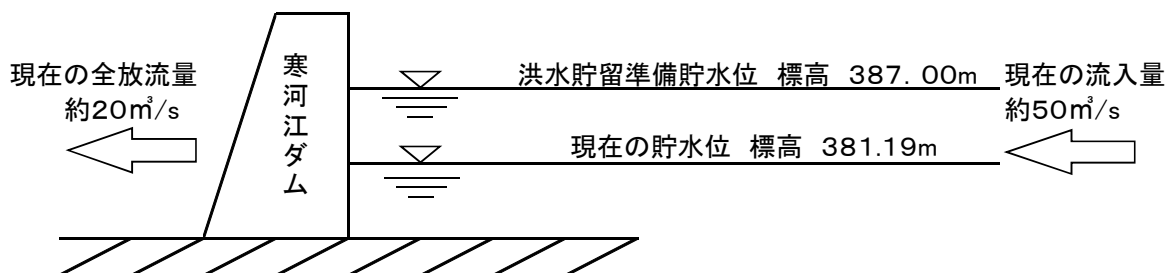 現在の全放流量
約20㎥/s
寒河江ダム
洪水貯留準備貯水位 標高 387.00m
現在の貯水位 標高 381.19m
現在の流入量
約50㎥/s